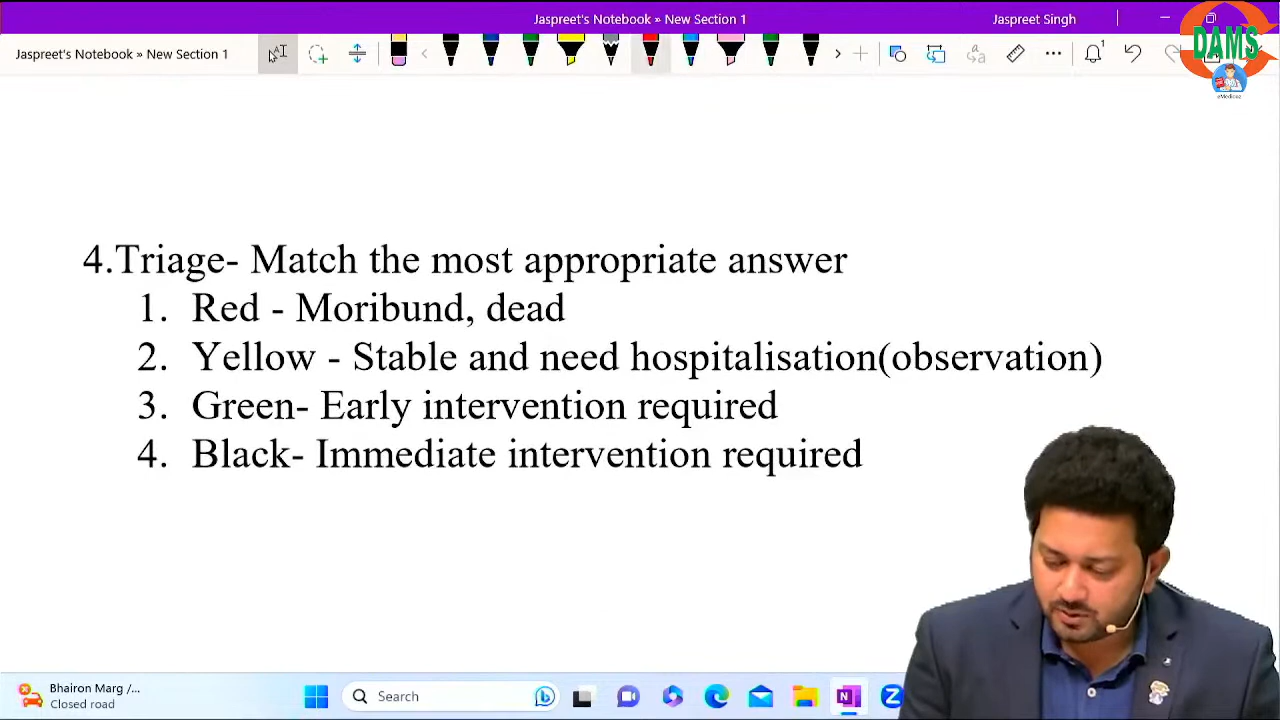 Jaspreet's Notebook » New Section 1
Jaspreet Singh
Jaspreet's Notebook » New Section 1
1
DAMS
eMedicoz
4.Triage- Match the most appropriate answer
1. Red - Moribund, dead
2. Yellow - Stable and need hospitalisation(observation)
3. Green- Early intervention required
4. Black- Immediate intervention required
Bhairon Marg /...
Closed road
Search